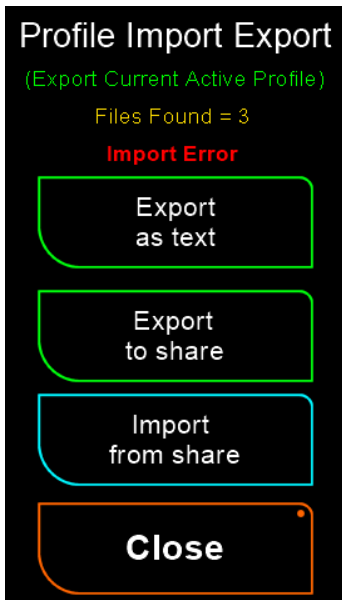 Profile Import Export
(Export Current Active Profile)
Files Found = 3
Import Error
Export
as text
Export
to share
Import
from share
Close